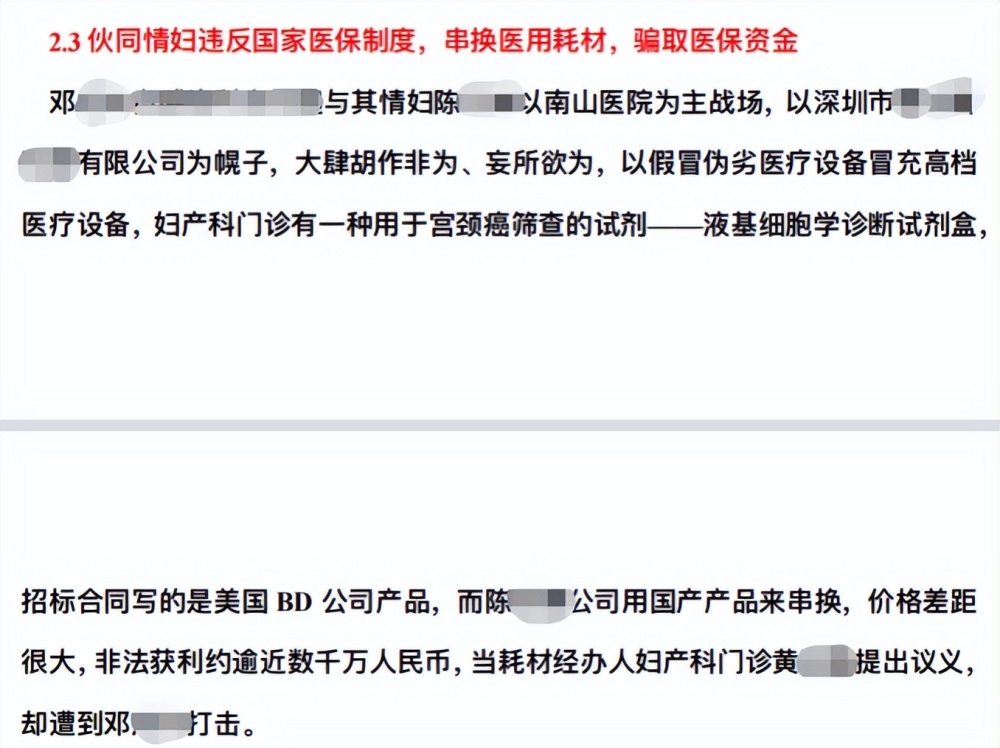 2.3 伙同情妇违反国家医保制度，串换医用耗材，骗取医保资金
邓与其情妇陈以南山医院为主战场，以深圳市
有限公司为幌子，大肆胡作非为、妄所欲为，以假冒伪劣医疗设备冒充高档
医疗设备，妇产科门诊有一种用于宫颈癌筛查的试剂——液基细胞学诊断试剂盒，
招标合同写的是美国 BD 公司产品，而陈公司用国产产品来串换，价格差距
很大，非法获利约逾近数千万人民币，当耗材经办人妇产科门诊黄提出议义，
却遭到邓打击。